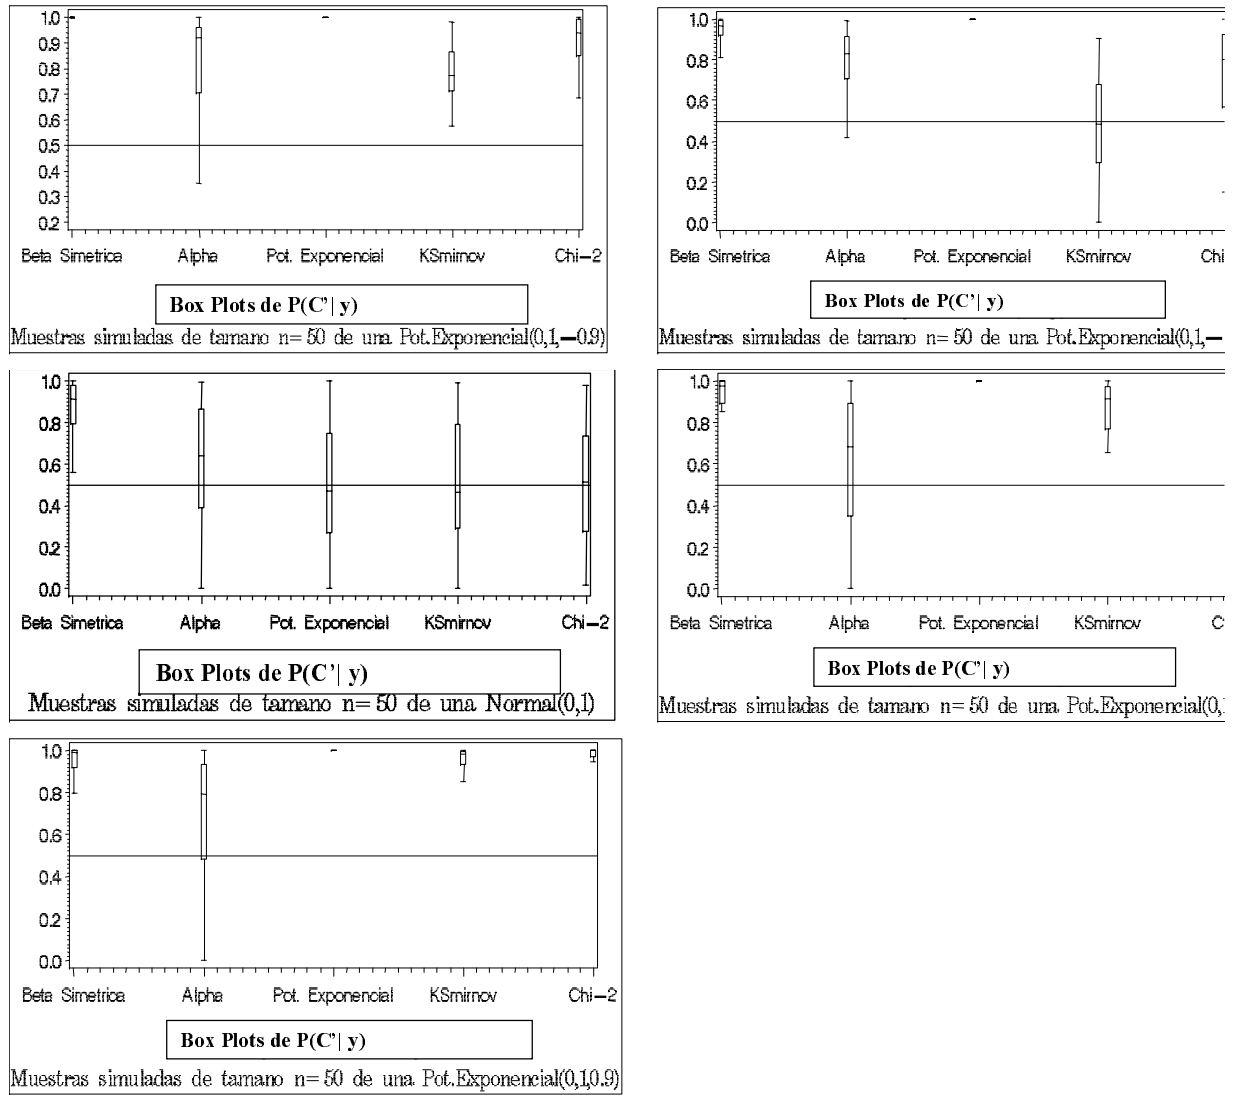 1.0
0.9
0.8
0.7
0.6
0.5
0.4
0.3
0.2
Beta Simetrica Alpha Pot. Exponencial KSmirnov Chi-2
Box Plots de P(C'| y)
Muestras simuladas de tamano n=50 de una Pot.Exponencial(0,1,-0.9)
1.0
0.8
0.6
0.4
0.2
0.0
Beta Simetrica Alpha Pot. Exponencial KSmirnov Chi
Box Plots de P(C'| y)
Muestras simuladas de tamano n=50 de una Pot.Exponencial(0,1,-
1.0
0.8
0.6
0.4
0.2
0.0
Beta Simetrica Alpha Pot. Exponencial KSmirnov Chi-2
Box Plots de P(C'| y)
Muestras simuladas de tamano n=50 de una Normal(0,1)
1.0
0.8
0.6
0.4
0.2
0.0
Beta Simetrica Alpha Pot. Exponencial KSmirnov C
Box Plots de P(C'| y)
Muestras simuladas de tamano n=50 de una Pot.Exponencial(0,
1.0
0.8
0.6
0.4
0.2
0.0
Beta Simetrica Alpha Pot. Exponencial KSmirnov Chi-2
Box Plots de P(C'| y)
Muestras simuladas de tamano n=50 de una Pot.Exponencial(0,1,0.9)